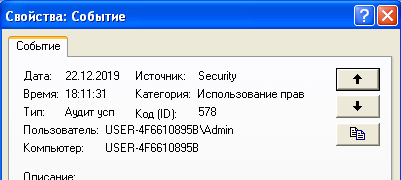 Свойства: Событие
Событие
Дата: 22.12.2019 Источник: Security
Время: 18:11:31 Категория: Использование прав
Тип: Аудит усп Код (ID): 578
Пользователь: USER-4F6610895B\Admin
Компьютер: USER-4F6610895B
Описание: